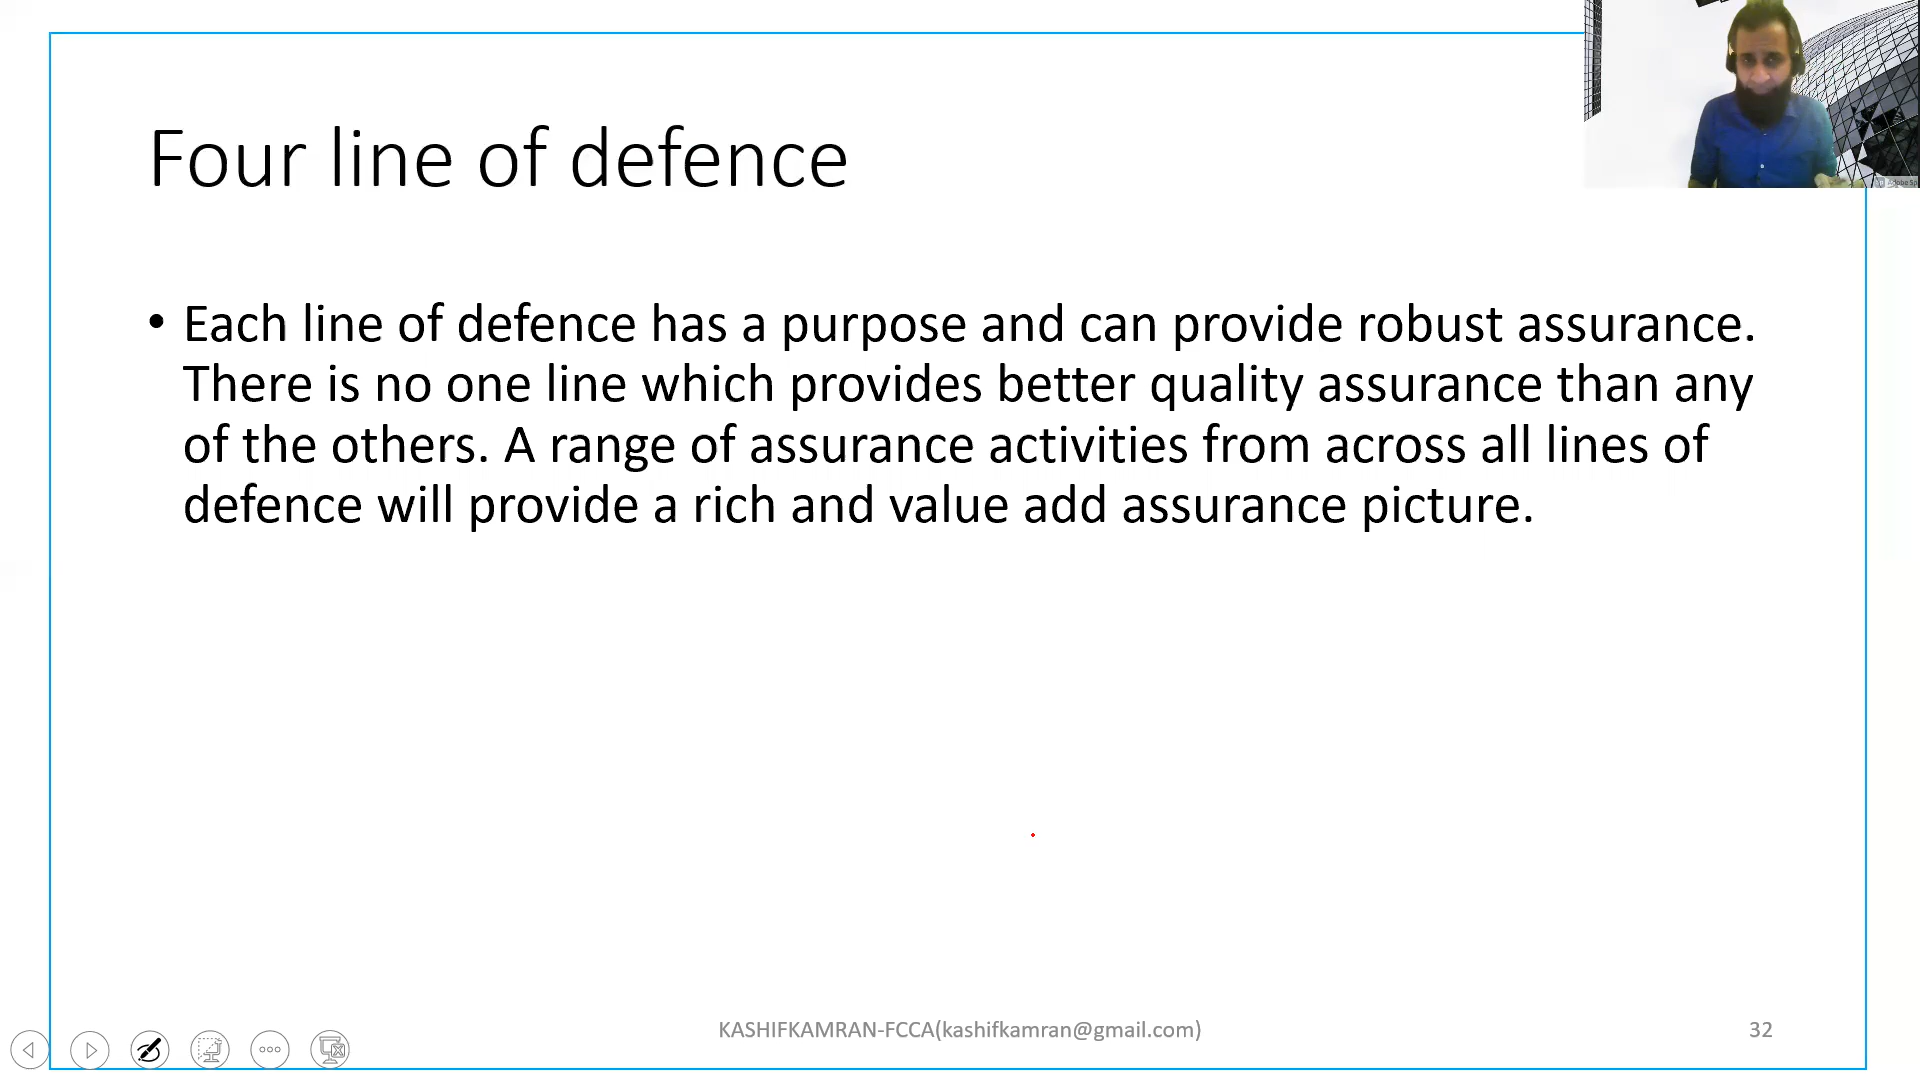 Four line of defence
• Each line of defence has a purpose and can provide robust assurance.
There is no one line which provides better quality assurance than any
of the others. A range of assurance activities from across all lines of
defence will provide a rich and value add assurance picture.
KASHIFKAMRAN-FCCA(kashifkamran@gmail.com)
32